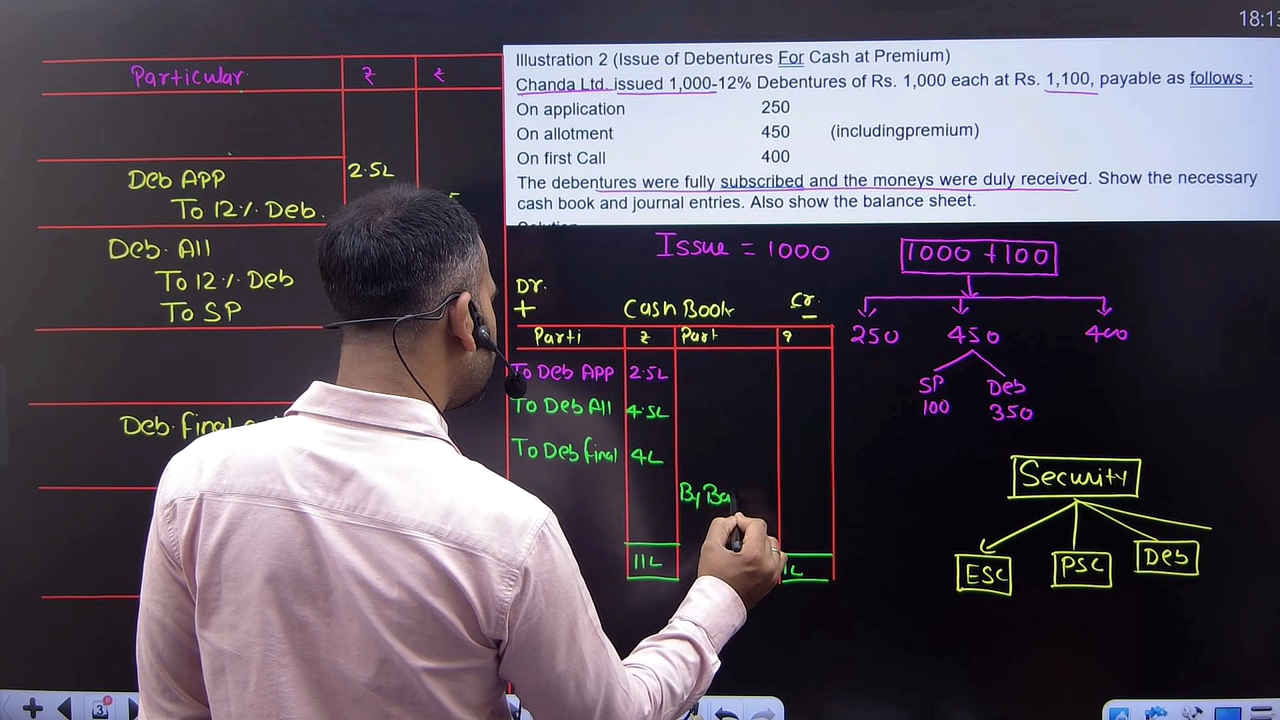 18:13
Particular ₹ ₹
Deb APP 2.5L
To 12% Deb.
Deb. All
To 12% Deb
To SP
Deb. final
Illustration 2 (Issue of Debentures For Cash at Premium)
Chanda Ltd. issued 1,000-12% Debentures of Rs. 1,000 each at Rs. 1,100, payable as follows :
On application 250
On allotment 450 (includingpremium)
On first Call 400
The debentures were fully subscribed and the moneys were duly received. Show the necessary
cash book and journal entries. Also show the balance sheet.
Issue = 1000
1000 + 100
250 450 400
SP Deb
100 350
Dr. Cr.
+ Cash Book –
Parti ₹ Part
To Deb APP 2.5L
To Deb All 4.5L
To Deb final 4L
By Ba
11L
Security
ESC PSC Deb
3